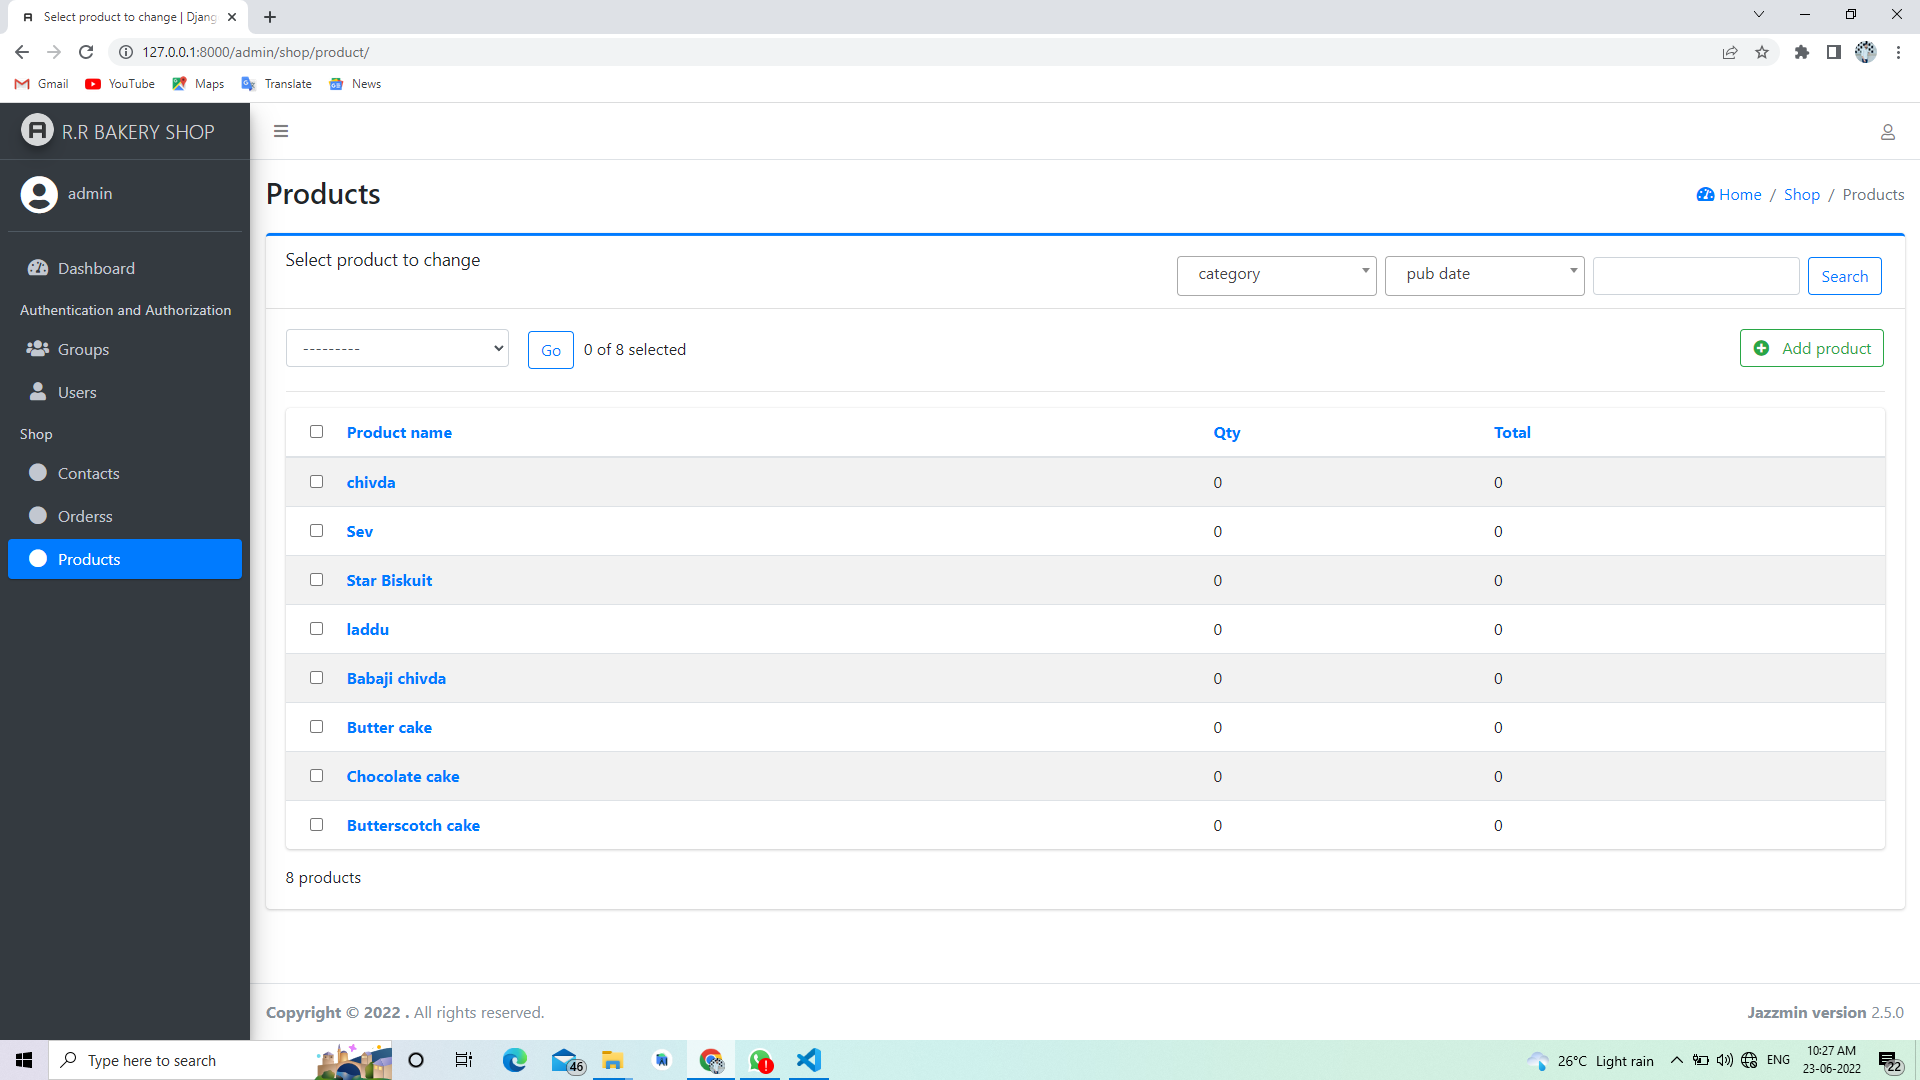 Select product to change | Djang
127.0.0.1:8000/admin/shop/product/
Gmail YouTube Maps Translate News
R.R BAKERY SHOP
admin
Dashboard
Authentication and Authorization
Groups
Users
Shop
Contacts
Orderss
Products
Products
Home / Shop / Products
Select product to change
category pub date Search
--------- Go 0 of 8 selected Add product
Product name Qty Total
chivda 0 0
Sev 0 0
Star Biskuit 0 0
laddu 0 0
Babaji chivda 0 0
Butter cake 0 0
Chocolate cake 0 0
Butterscotch cake 0 0
8 products
Copyright © 2022 . All rights reserved. Jazzmin version 2.5.0
Type here to search
46
26°C Light rain
ENG
10:27 AM
23-06-2022
22